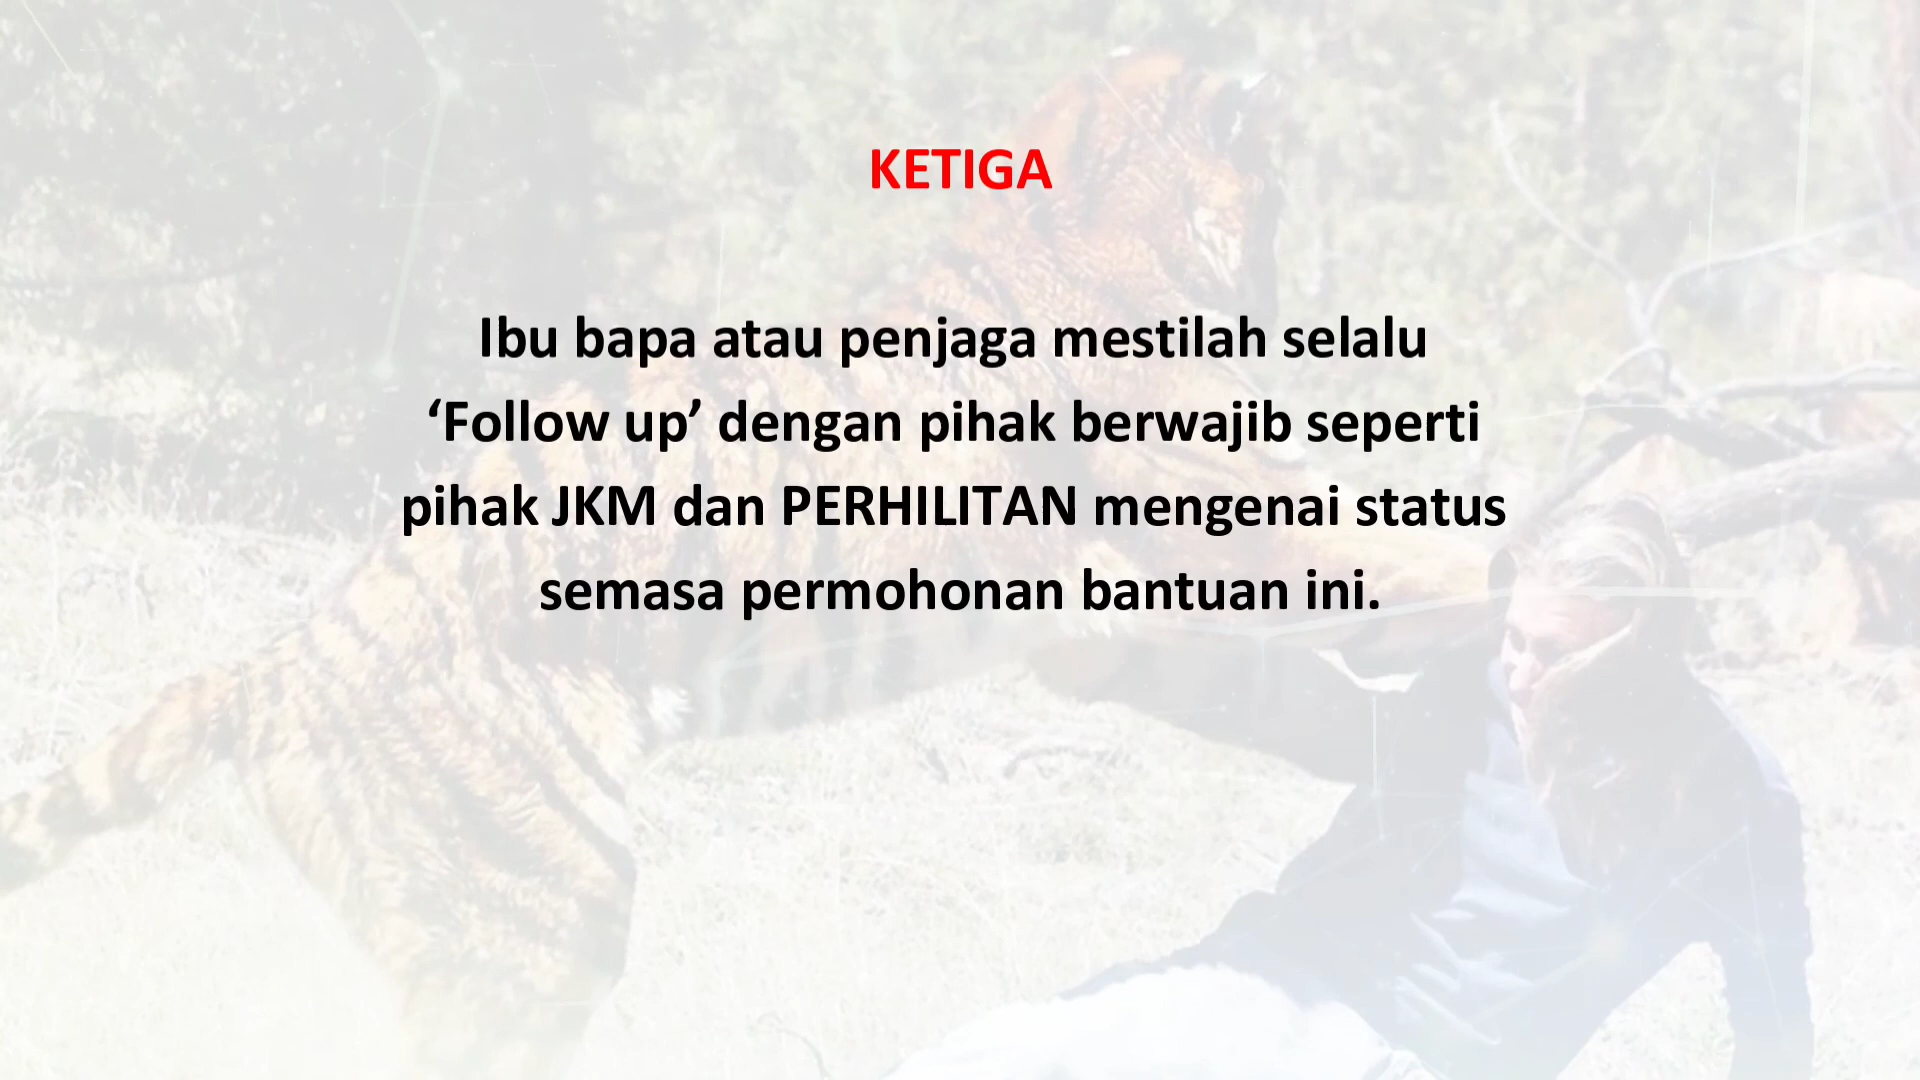 KETIGA
Ibu bapa atau penjaga mestilah selalu
‘Follow up’ dengan pihak berwajib seperti
pihak JKM dan PERHILITAN mengenai status
semasa permohonan bantuan ini.